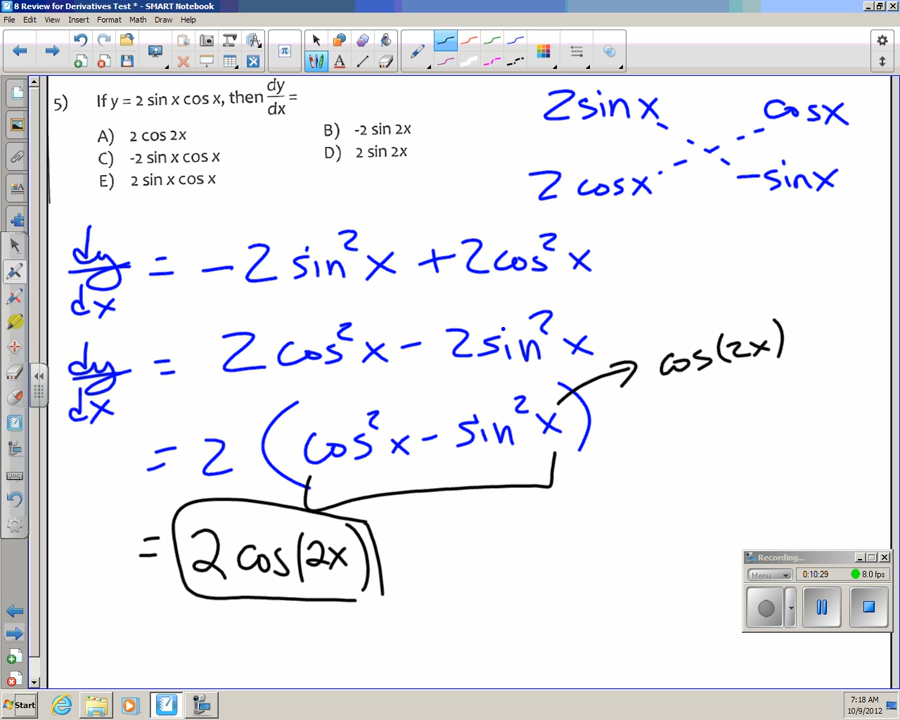 8 Review for Derivatives Test * - SMART Notebook
File Edit View Insert Format Math Draw Help
5) If y = 2 sin x cos x, then dy/dx =
A) 2 cos 2x
B) -2 sin 2x
C) -2 sin x cos x
D) 2 sin 2x
E) 2 sin x cos x
2sinx cosx
2cosx -sinx
dy/dx = -2sin²x + 2cos²x
dy/dx = 2cos²x - 2sin²x
cos(2x)
= 2(cos²x - sin²x)
= 2cos(2x)
Recording...
Menu 0:10:29 8.0 fps
Start
7:18 AM
10/9/2012